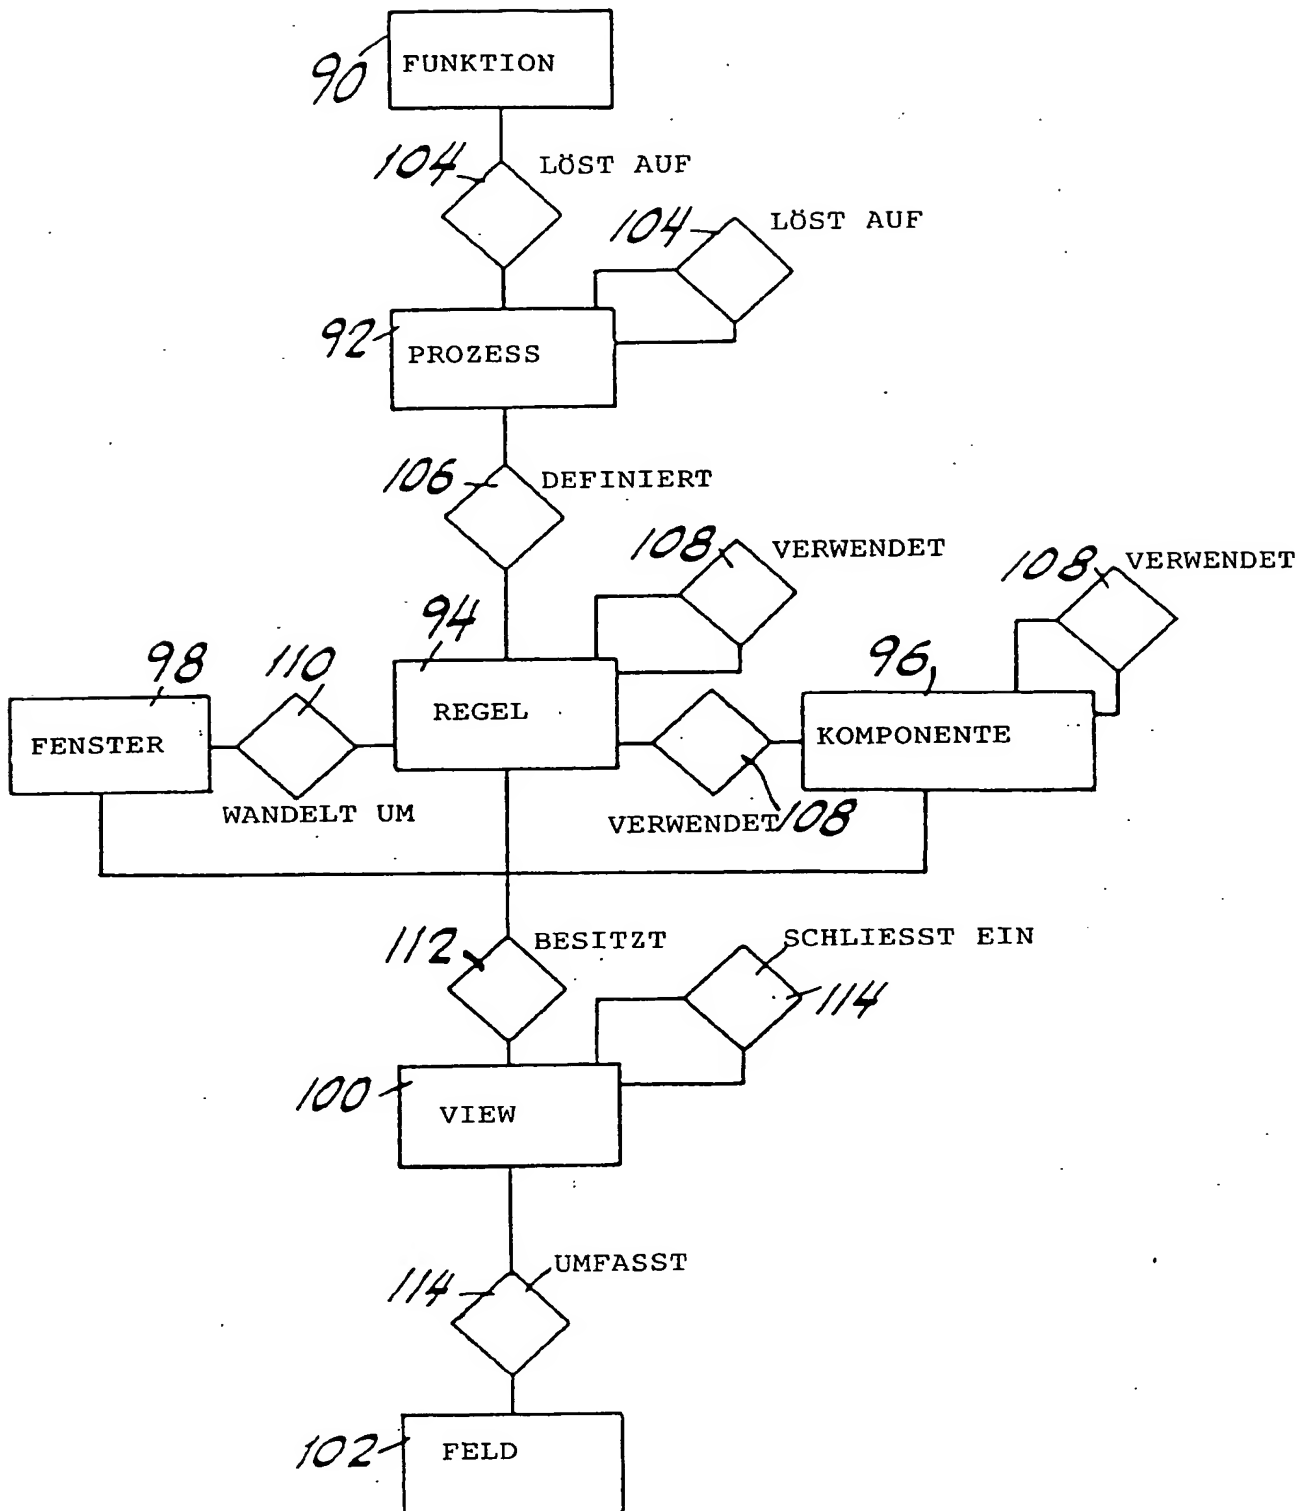 90
FUNKTION
104
LÖST AUF
104
LÖST AUF
92
PROZESS
106
DEFINIERT
108
VERWENDET
108
VERWENDET
94
98
110
96
REGEL
FENSTER
KOMPONENTE
WANDELT UM
VERWENDET
108
112
BESITZT
SCHLIESST EIN
114
100
VIEW
UMFASST
114
102
FELD